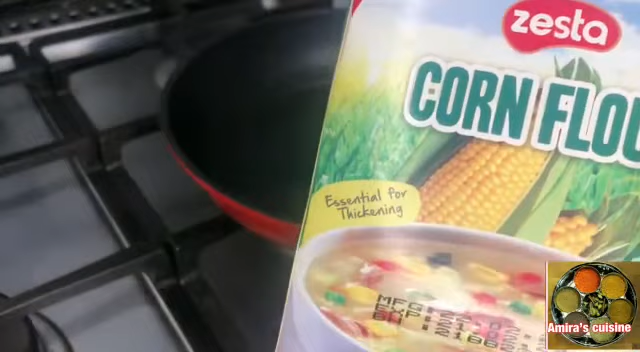 zesta
CORN FLOU
Essential for
Thickening
Amira's cuisine